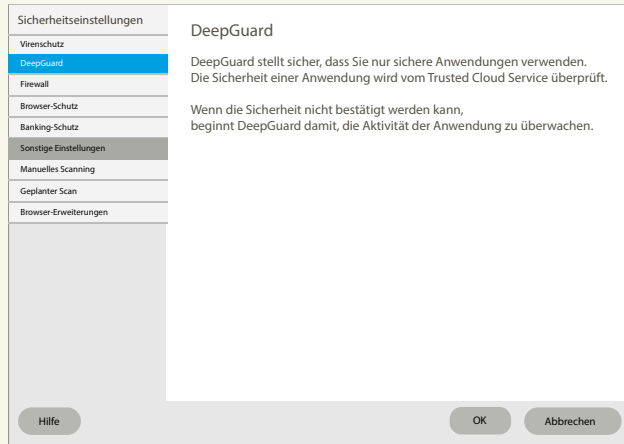 Sicherheitseinstellungen
Virenschutz
DeepGuard
Firewall
Browser-Schutz
Banking-Schutz
Sonstige Einstellungen
Manuelles Scanning
Geplanter Scan
Browser-Erweiterungen
DeepGuard
DeepGuard stellt sicher, dass Sie nur sichere Anwendungen verwenden.
Die Sicherheit einer Anwendung wird vom Trusted Cloud Service überprüft.
Wenn die Sicherheit nicht bestätigt werden kann,
beginnt DeepGuard damit, die Aktivität der Anwendung zu überwachen.
Hilfe
OK
Abbrechen